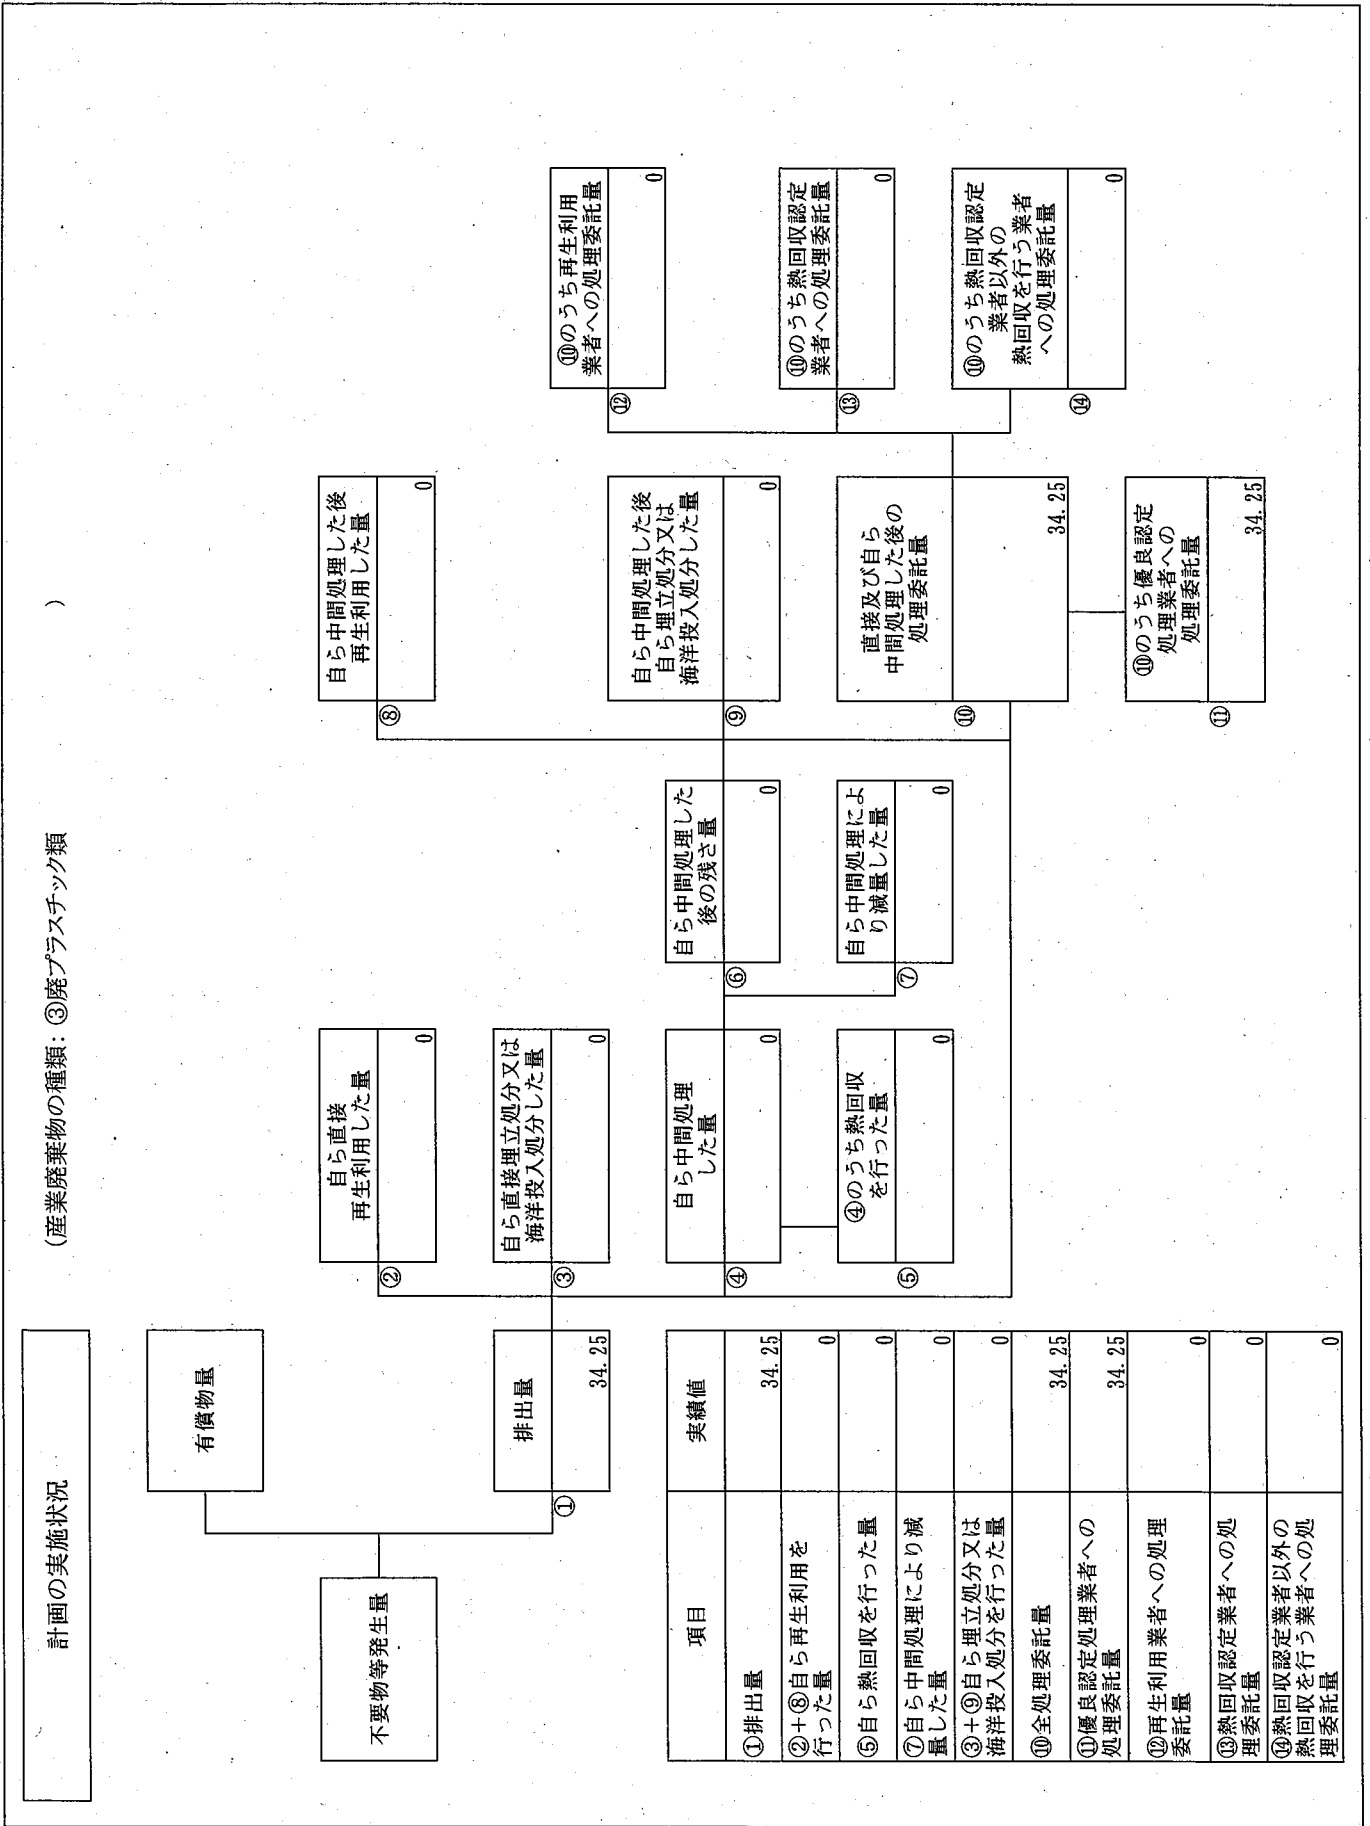 計画の実施状況
(産業廃棄物の種類:③廃プラスチック類
)
有償物量
不要物等発生量
排出量
①
34.25
自ら直接
再生利用した量
②
0
自ら直接埋立処分又は
海洋投入処分した量
③
0
自ら中間処理
した量
④
0
④のうち熱回収
を行った量
⑤
0
自ら中間処理した
後の残さ量
⑥
0
自ら中間処理によ
り減量した量
⑦
0
自ら中間処理した後
再生利用した量
⑧
0
自ら中間処理した後
自ら埋立処分又は
海洋投入処分した量
⑨
0
直接及び自ら
中間処理した後の
処理委託量
⑩
34.25
⑩のうち優良認定
処理業者への
処理委託量
⑪
34.25
⑩のうち再生利用
業者への処理委託量
⑫
0
⑩のうち熱回収認定
業者への処理委託量
⑬
0
⑩のうち熱回収認定
業者以外の
熱回収を行う業者
への処理委託量
⑭
0
項目
実績値
①排出量
34.25
②+⑧自ら再生利用を
行った量
0
⑤自ら熱回収を行った量
0
⑦自ら中間処理により減
量した量
0
③+⑨自ら埋立処分又は
海洋投入処分を行った量
0
⑩全処理委託量
34.25
⑪優良認定処理業者への
処理委託量
34.25
⑫再生利用業者への処理
委託量
0
⑬熱回収認定業者への処
理委託量
0
⑭熱回収認定業者以外の
熱回収を行う業者への処
理委託量
0